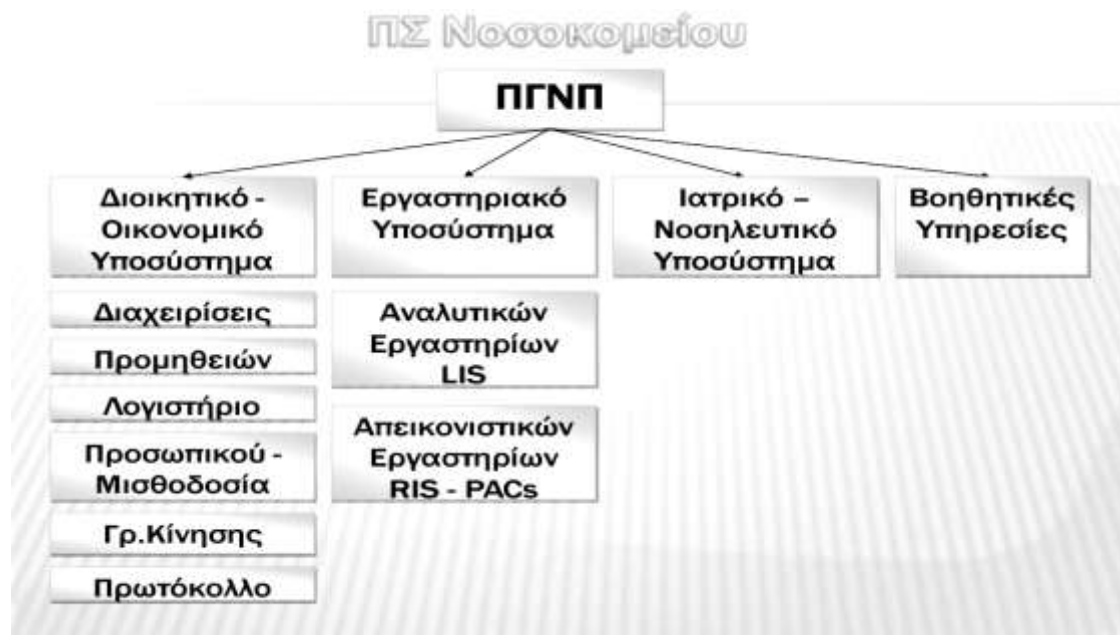 ΠΣ Νοσοκομείου
ΠΓΝΠ
Διοικητικό -
Οικονομικό
Υποσύστημα
Διαχειρίσεις
Προμηθειών
Λογιστήριο
Προσωπικού -
Μισθοδοσία
Γρ.Κίνησης
Πρωτόκολλο
Εργαστηριακό
Υποσύστημα
Αναλυτικών
Εργαστηρίων
LIS
Απεικονιστικών
Εργαστηρίων
RIS - PACs
Ιατρικό –
Νοσηλευτικό
Υποσύστημα
Βοηθητικές
Υπηρεσίες